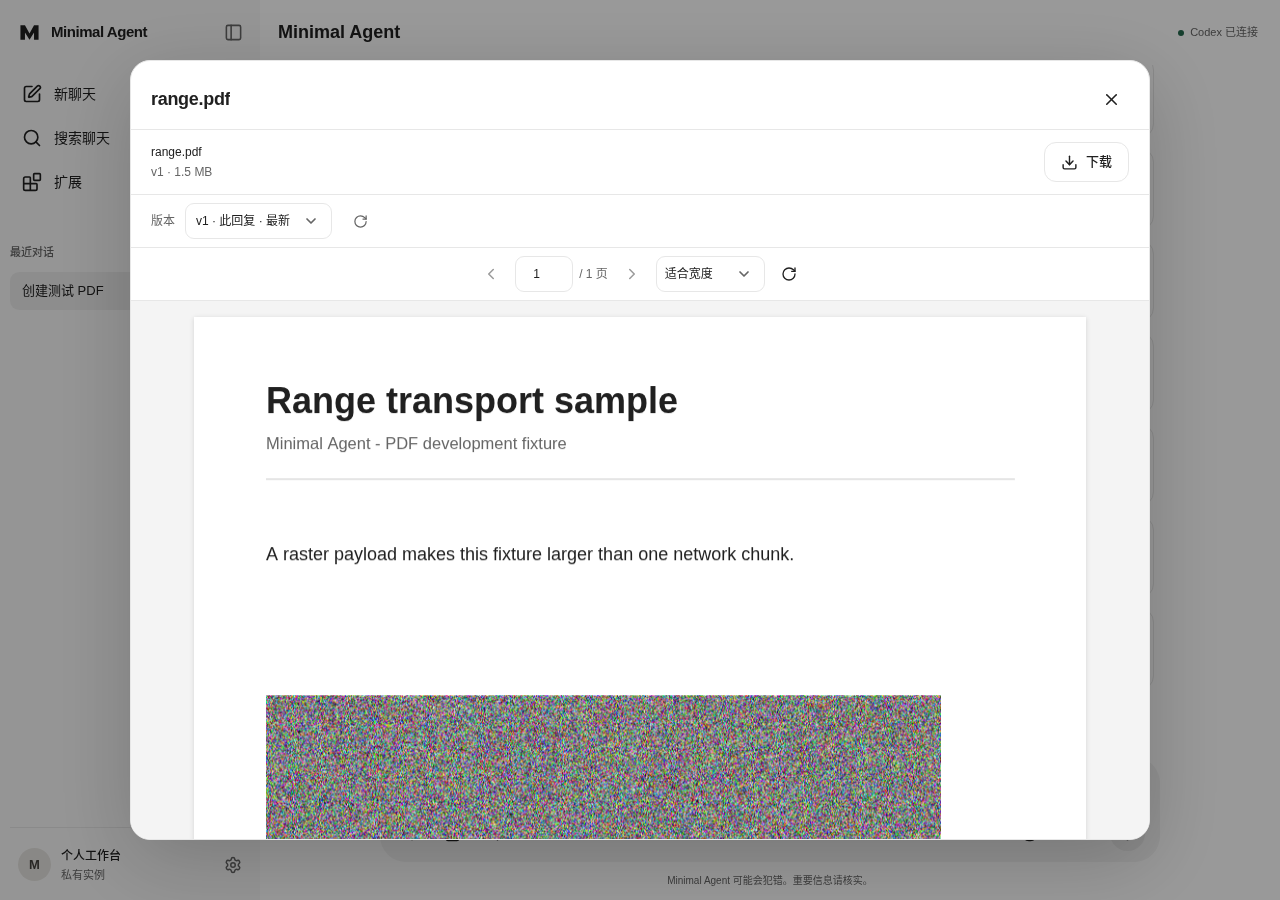 Minimal Agent
Minimal Agent
Codex 已连接
新聊天
搜索聊天
扩展
最近对话
创建测试 PDF
range.pdf
range.pdf
v1 · 1.5 MB
下载
版本
v1 · 此回复 · 最新
1
/ 1 页
适合宽度
Range transport sample
Minimal Agent - PDF development fixture
A raster payload makes this fixture larger than one network chunk.
M
个人工作台
私有实例
Minimal Agent 可能会犯错。重要信息请核实。